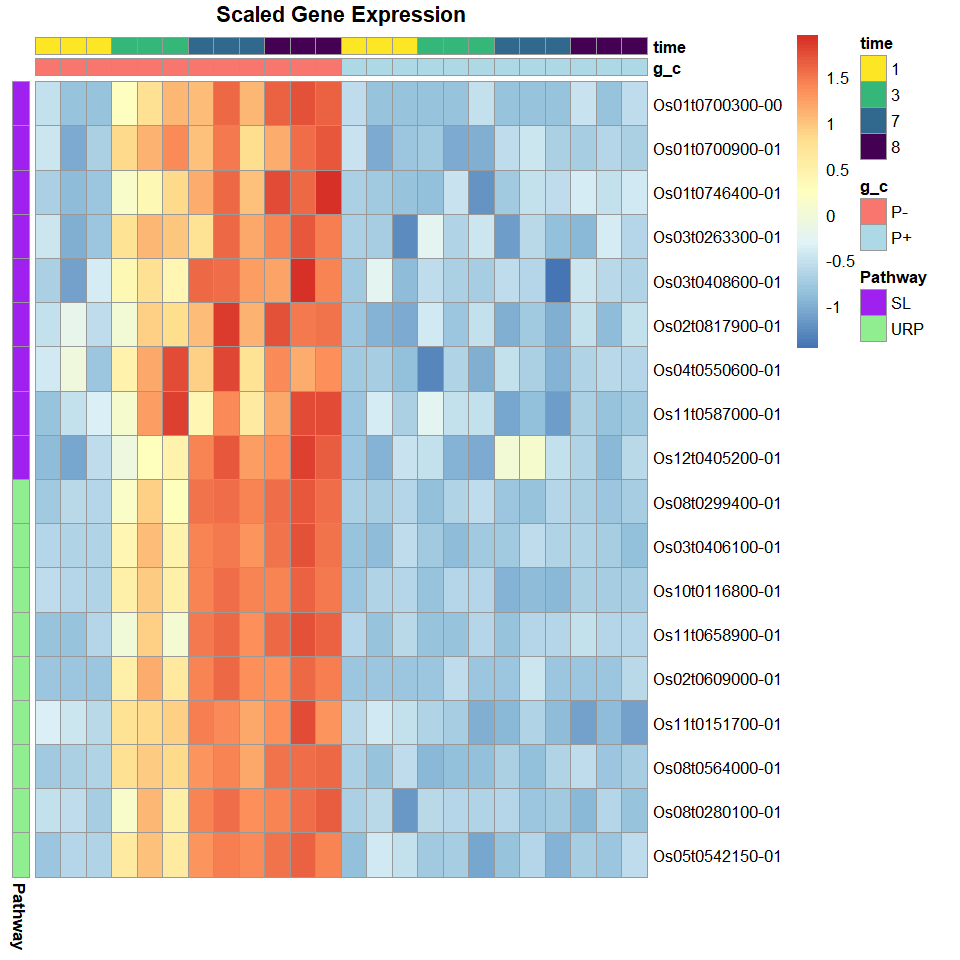 Scaled Gene Expression
time
g_c
Os01t0700300-00
Os01t0700900-01
Os01t0746400-01
Os03t0263300-01
Os03t0408600-01
Os02t0817900-01
Os04t0550600-01
Os11t0587000-01
Os12t0405200-01
Os08t0299400-01
Os03t0406100-01
Os10t0116800-01
Os11t0658900-01
Os02t0609000-01
Os11t0151700-01
Os08t0564000-01
Os08t0280100-01
Os05t0542150-01
Pathway
1.5
1
0.5
0
-0.5
-1
time
1
3
7
8
g_c
P-
P+
Pathway
SL
URP